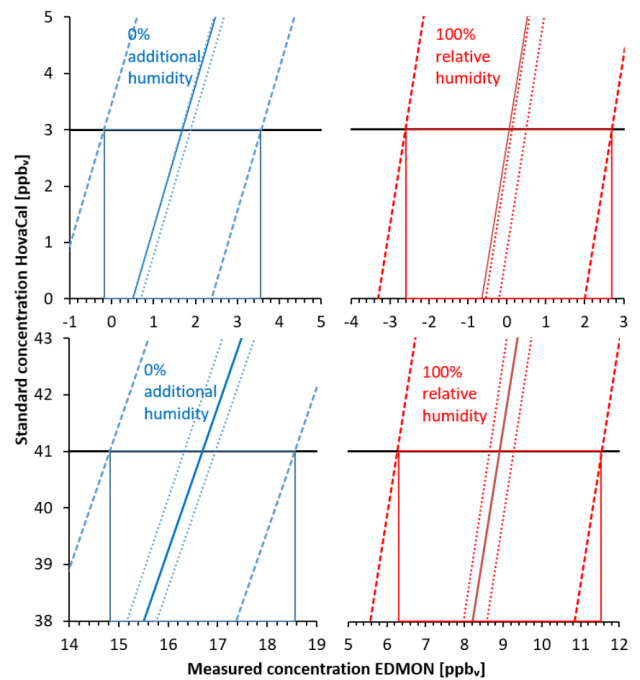 5
4
3
2
1
0
0%
additional
humidity
-1 0 1 2 3 4 5
100%
relative
humidity
-4 -3 -2 -1 0 1 2 3
Standard concentration HovaCal [ppbᵥ]
43
42
41
40
39
38
0%
additional
humidity
14 15 16 17 18 19
100%
relative
humidity
5 6 7 8 9 10 11 12
Measured concentration EDMON [ppbᵥ]